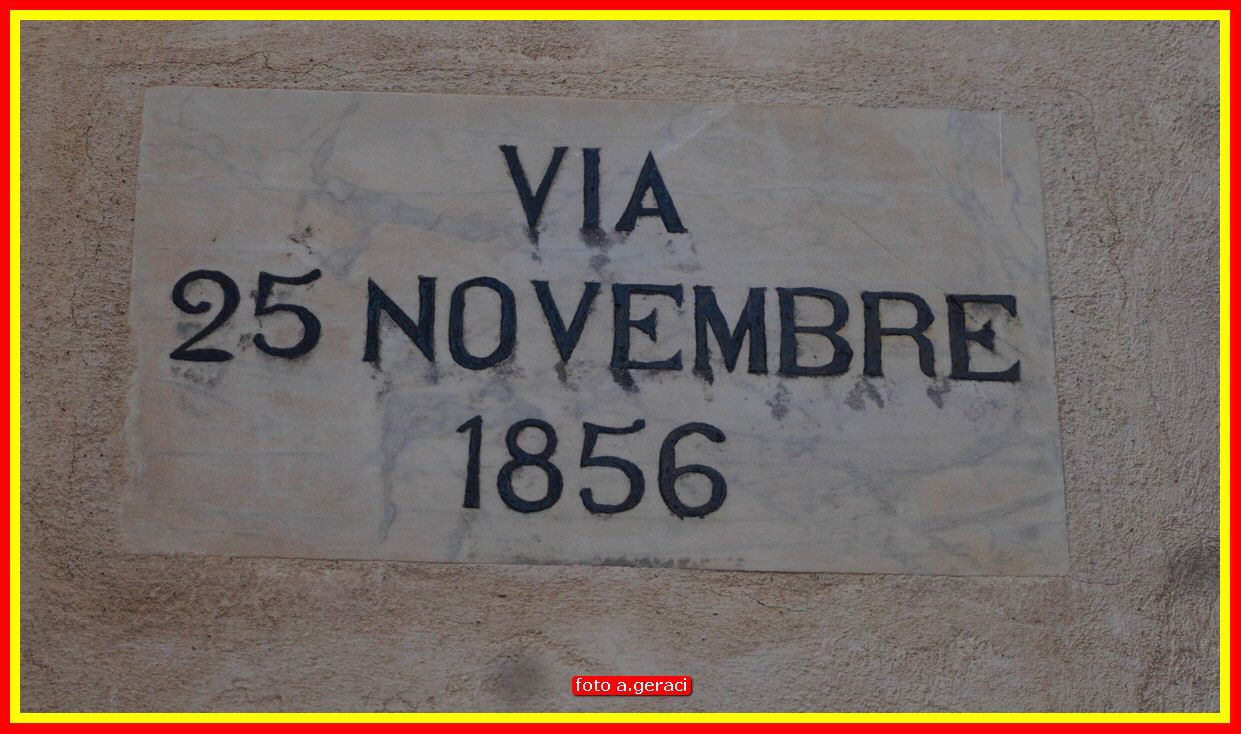 VIA
25 NOVEMBRE
1856
foto a.geraci